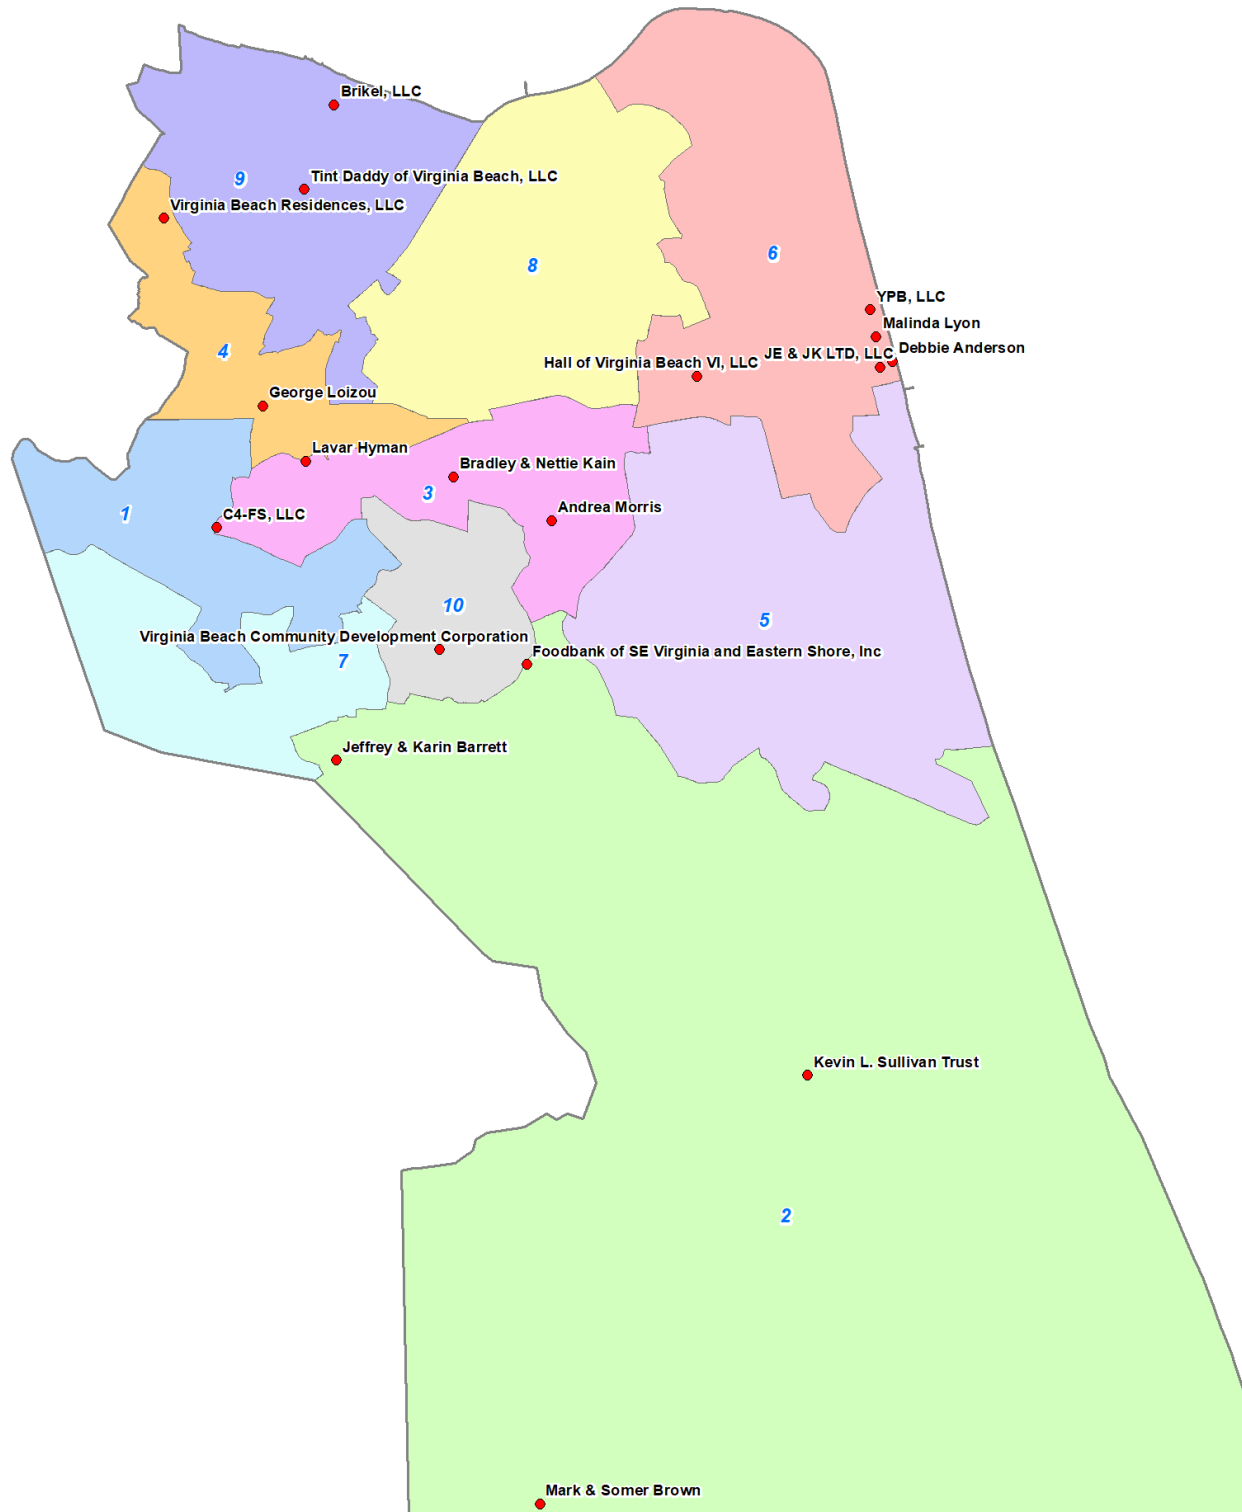 Brikel, LLC
9
Tint Daddy of Virginia Beach, LLC
Virginia Beach Residences, LLC
8
6
YPB, LLC
Malinda Lyon
4
Hall of Virginia Beach VI, LLC
JE & JK LTD, LLC
Debbie Anderson
George Loizou
Lavar Hyman
Bradley & Nettie Kain
3
1
C4-FS, LLC
Andrea Morris
10
5
Virginia Beach Community Development Corporation
7
Foodbank of SE Virginia and Eastern Shore, Inc
Jeffrey & Karin Barrett
Kevin L. Sullivan Trust
2
Mark & Somer Brown